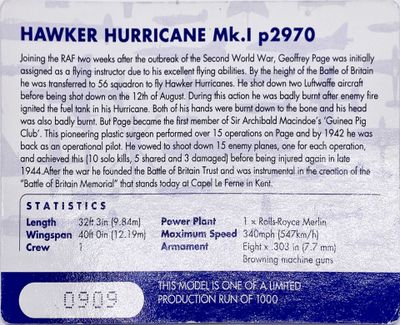 HAWKER HURRICANE Mk.I p2970
Joining the RAF two weeks after the outbreak of the Second World War, Geoffrey Page was initially
assigned as a flying instructor due to his excellent flying abilities. By the height of the Battle of Britain
he was transferred to 56 squadron to fly Hawker Hurricanes. He shot down two Luftwaffe aircraft
before being shot down on the 12th of August. During this action he was badly burnt after enemy fire
ignited the fuel tank in his Hurricane. Both of his hands were burnt down to the bone and his head
was also badly burnt. But Page became the first member of Sir Archibald Macindoe's 'Guinea Pig
Club'. This pioneering plastic surgeon performed over 15 operations on Page and by 1942 he was
back as an operational pilot. He vowed to shoot down 15 enemy planes, one for each operation,
and achieved this (10 solo kills, 5 shared and 3 damaged) before being injured again in late
1944.After the war he founded the Battle of Britain Trust and was instrumental in the creation of the
"Battle of Britain Memorial" that stands today at Capel Le Ferne in Kent.
STATISTICS
Length 32ft 3in (9.84m) Power Plant 1 x Rolls-Royce Merlin
Wingspan 40ft 0in (12.19m) Maximum Speed 340mph (547km/h)
Crew 1 Armament Eight x .303 in (7.7 mm)
Browning machine guns
0909
THIS MODEL IS ONE OF A LIMITED
PRODUCTION RUN OF 1000